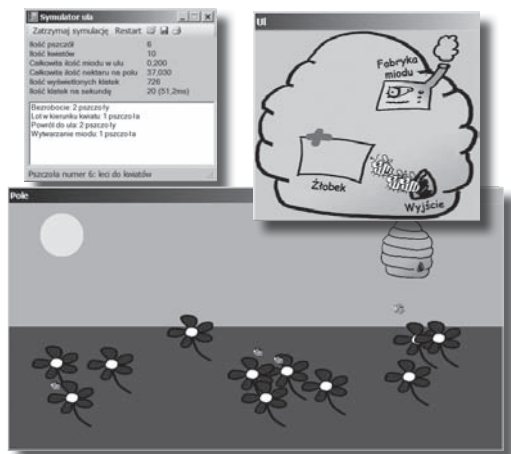 Symulator ula
Zatrzymaj symulację Restart
Ilość pszczół 6
Ilość kwiatów 10
Całkowita ilość miodu w ulu 0,200
Całkowita ilość nektaru na polu 37,030
Ilość wyświetlonych klatek 726
Ilość klatek na sekundę 20 (51,2ms)
Bezrobocie: 2 pszczoły
Lot w kierunku kwiatu: 1 pszczoła
Powrót do ula: 2 pszczoły
Wytwarzanie miodu: 1 pszczoła
Pszczoła numer 6: leci do kwiatów
Ul
Fabryka
miodu
Żłobek
Wyjście
Pole